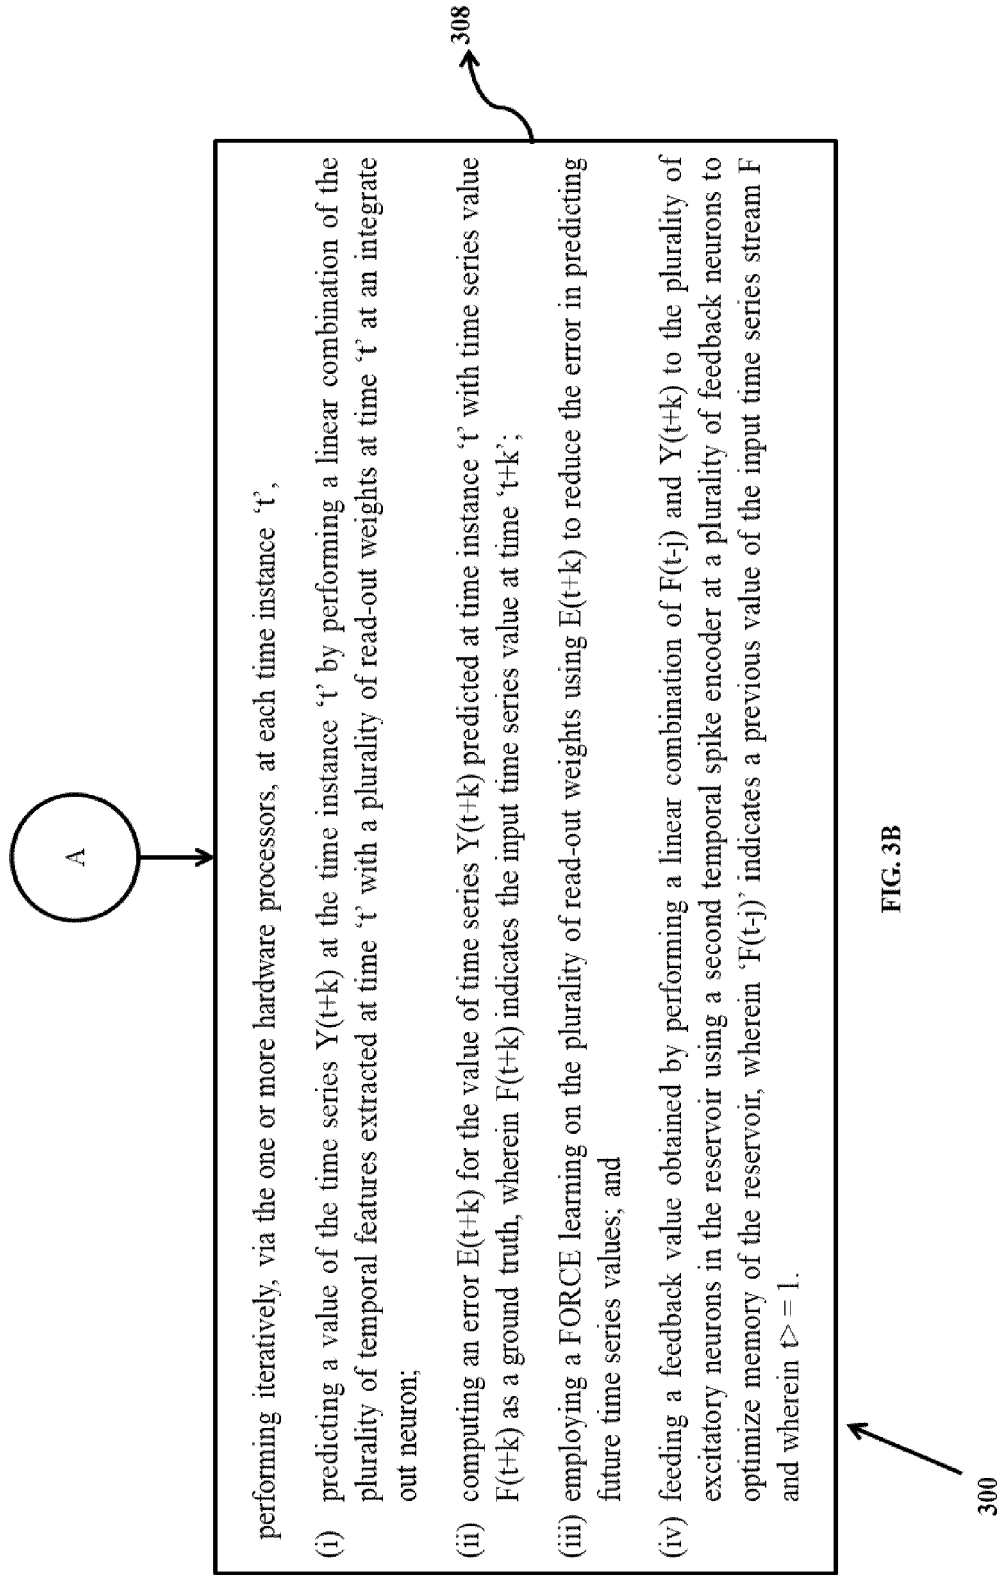 A
308
performing iteratively, via the one or more hardware processors, at each time instance ‘t’,
(i) predicting a value of the time series Y(t+k) at the time instance ‘t’ by performing a linear combination of the
plurality of temporal features extracted at time ‘t’ with a plurality of read-out weights at time ‘t’ at an integrate
out neuron;
(ii) computing an error E(t+k) for the value of time series Y(t+k) predicted at time instance ‘t’ with time series value
F(t+k) as a ground truth, wherein F(t+k) indicates the input time series value at time ‘t+k’;
(iii) employing a FORCE learning on the plurality of read-out weights using E(t+k) to reduce the error in predicting
future time series values; and
(iv) feeding a feedback value obtained by performing a linear combination of F(t-j) and Y(t+k) to the plurality of
excitatory neurons in the reservoir using a second temporal spike encoder at a plurality of feedback neurons to
optimize memory of the reservoir, wherein ‘F(t-j)’ indicates a previous value of the input time series stream F
and wherein t>= 1.
300
FIG. 3B